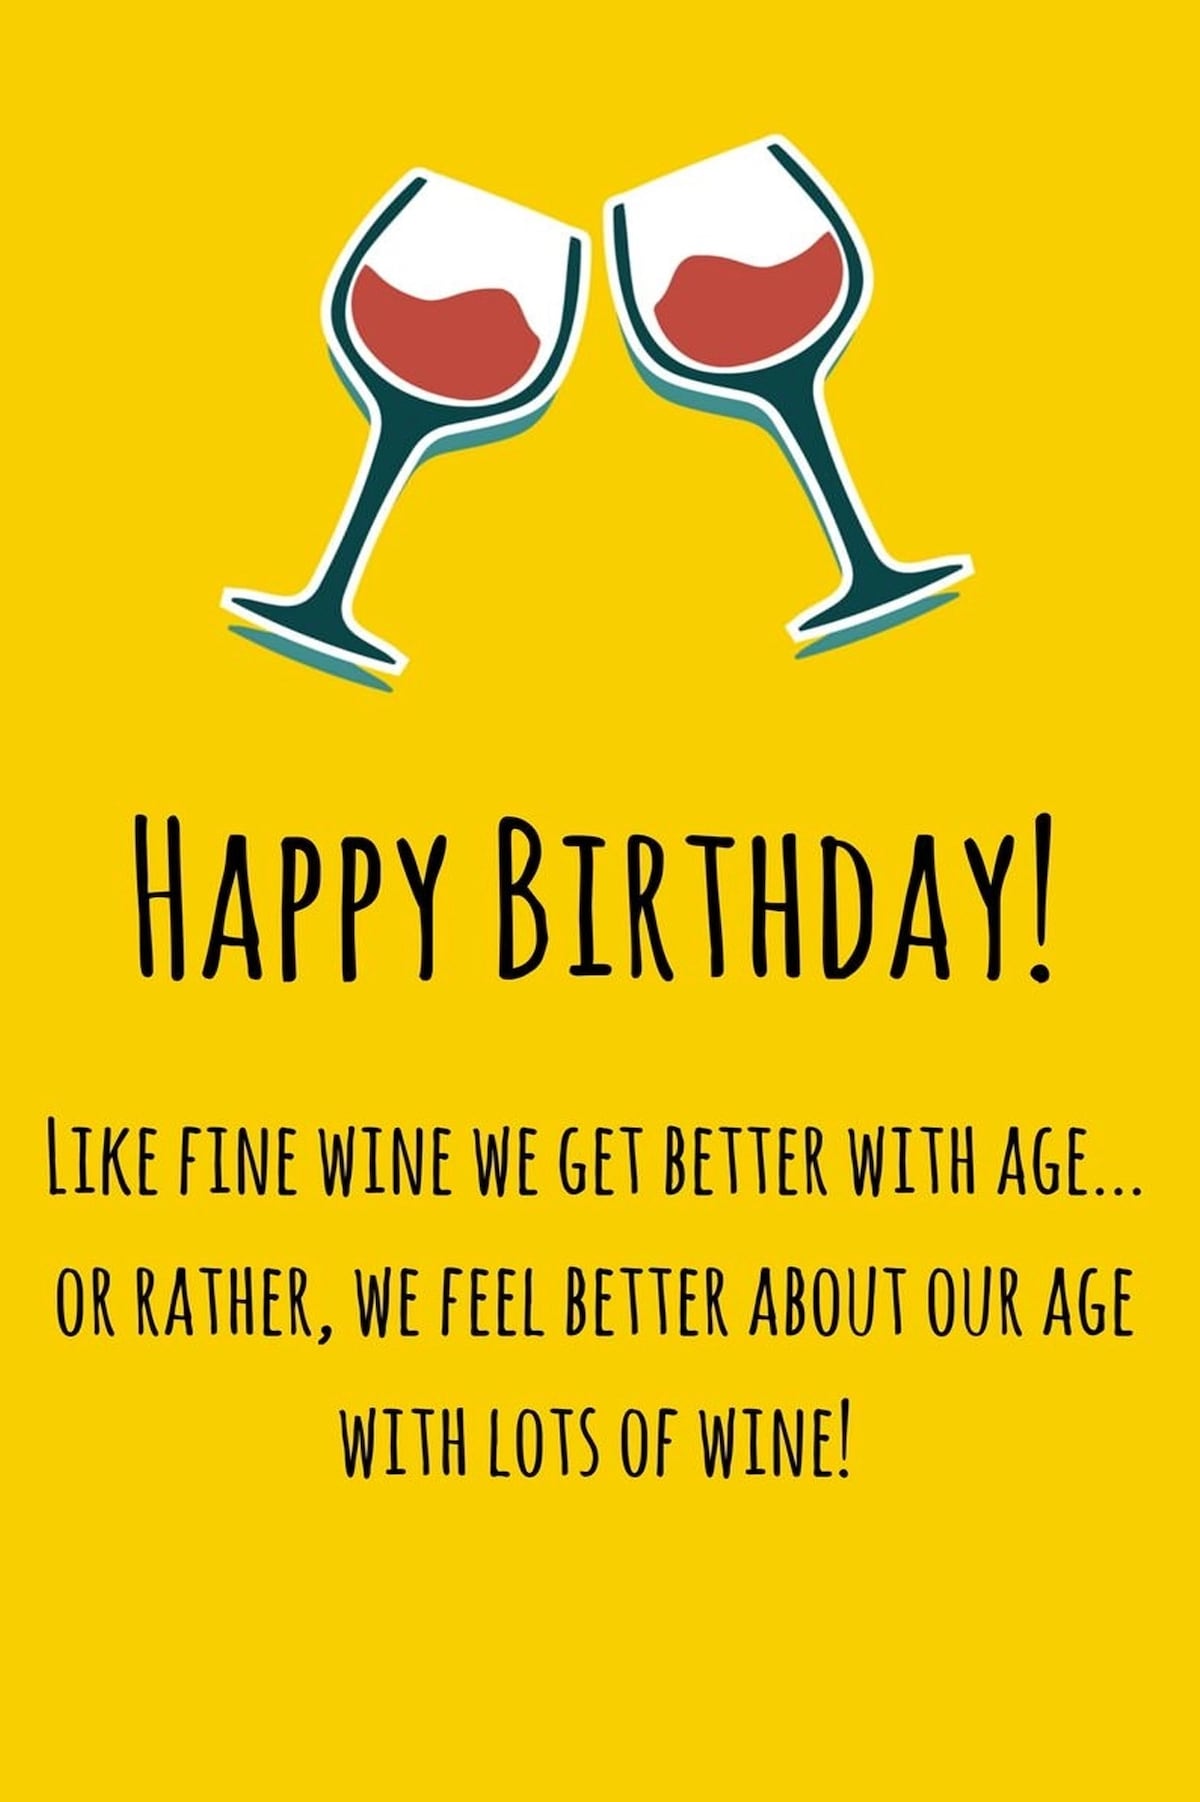 Happy Birthday!
Like fine wine we get better with age...
or rather, we feel better about our age
with lots of wine!